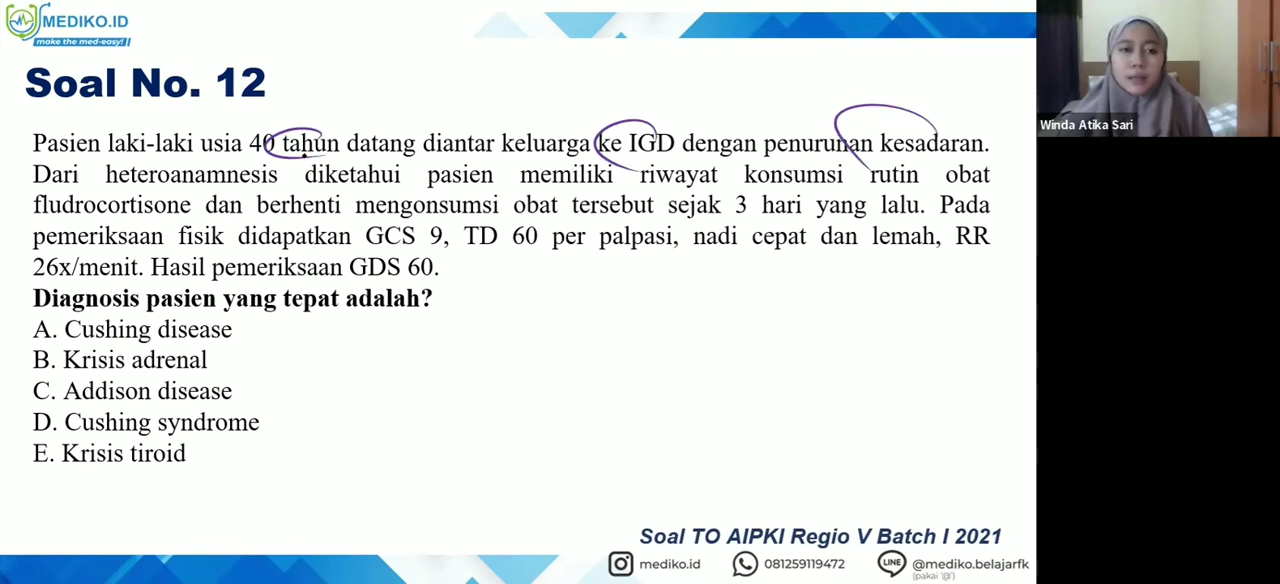 MEDIKO.ID
make the med-easy!
Soal No. 12
Pasien laki-laki usia 40 tahun datang diantar keluarga ke IGD dengan penurunan kesadaran.
Dari heteroanamnesis diketahui pasien memiliki riwayat konsumsi rutin obat
fludrocortisone dan berhenti mengonsumsi obat tersebut sejak 3 hari yang lalu. Pada
pemeriksaan fisik didapatkan GCS 9, TD 60 per palpasi, nadi cepat dan lemah, RR
26x/menit. Hasil pemeriksaan GDS 60.
Diagnosis pasien yang tepat adalah?
A. Cushing disease
B. Krisis adrenal
C. Addison disease
D. Cushing syndrome
E. Krisis tiroid
Soal TO AIPKI Regio V Batch I 2021
mediko.id
081259119472
LINE
@mediko.belajarfk
(pakai '@')
Winda Atika Sari